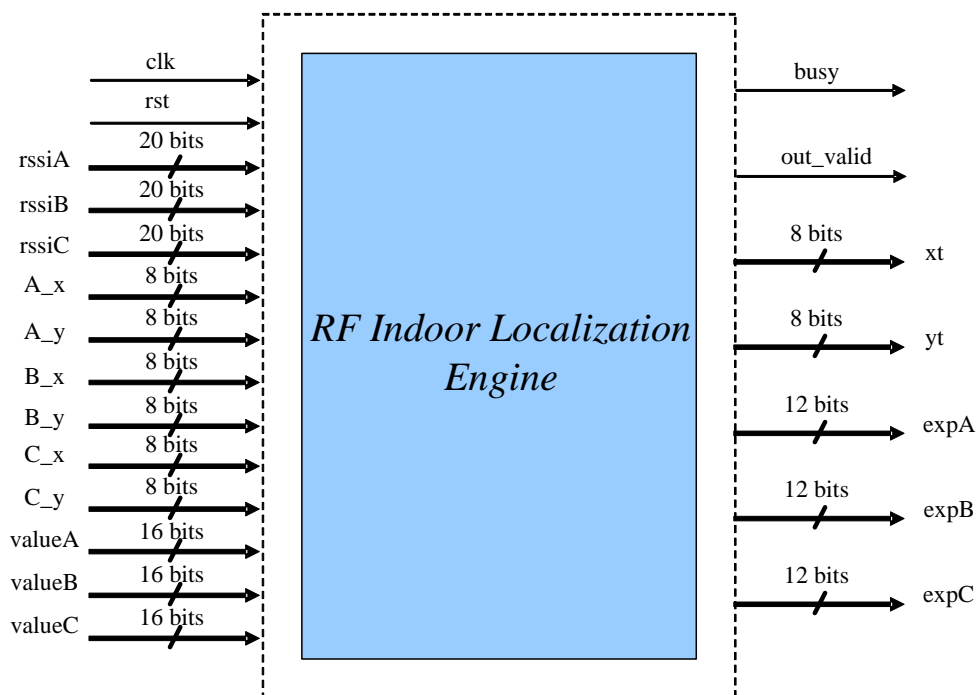 clk
rst
rssiA
20 bits
rssiB
20 bits
rssiC
20 bits
A_x
8 bits
A_y
8 bits
B_x
8 bits
B_y
8 bits
C_x
8 bits
C_y
8 bits
valueA
16 bits
valueB
16 bits
valueC
16 bits
RF Indoor Localization
Engine
busy
out_valid
8 bits
xt
8 bits
yt
12 bits
expA
12 bits
expB
12 bits
expC